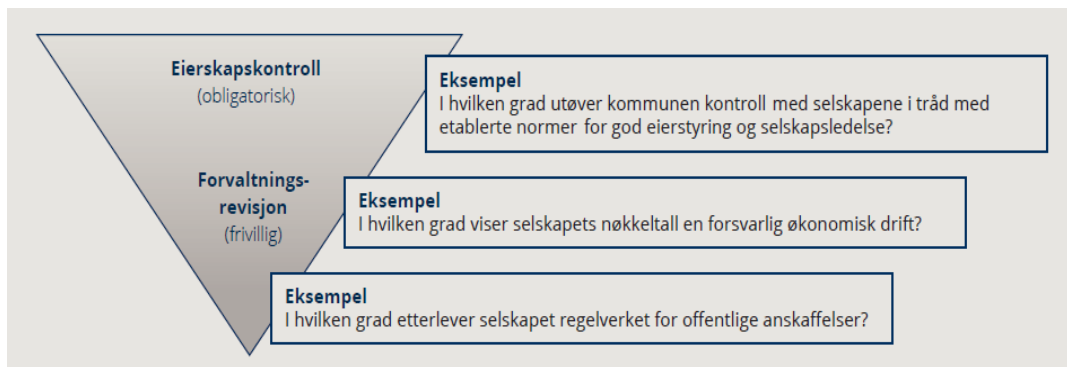 Eierskapskontroll
(obligatorisk)
Eksempel
I hvilken grad utøver kommunen kontroll med selskapene i tråd med
etablerte normer for god eierstyring og selskapsledelse?
Forvaltnings-
revisjon
(frivillig)
Eksempel
I hvilken grad viser selskapets nøkkeltall en forsvarlig økonomisk drift?
Eksempel
I hvilken grad etterlever selskapet regelverket for offentlige anskaffelser?